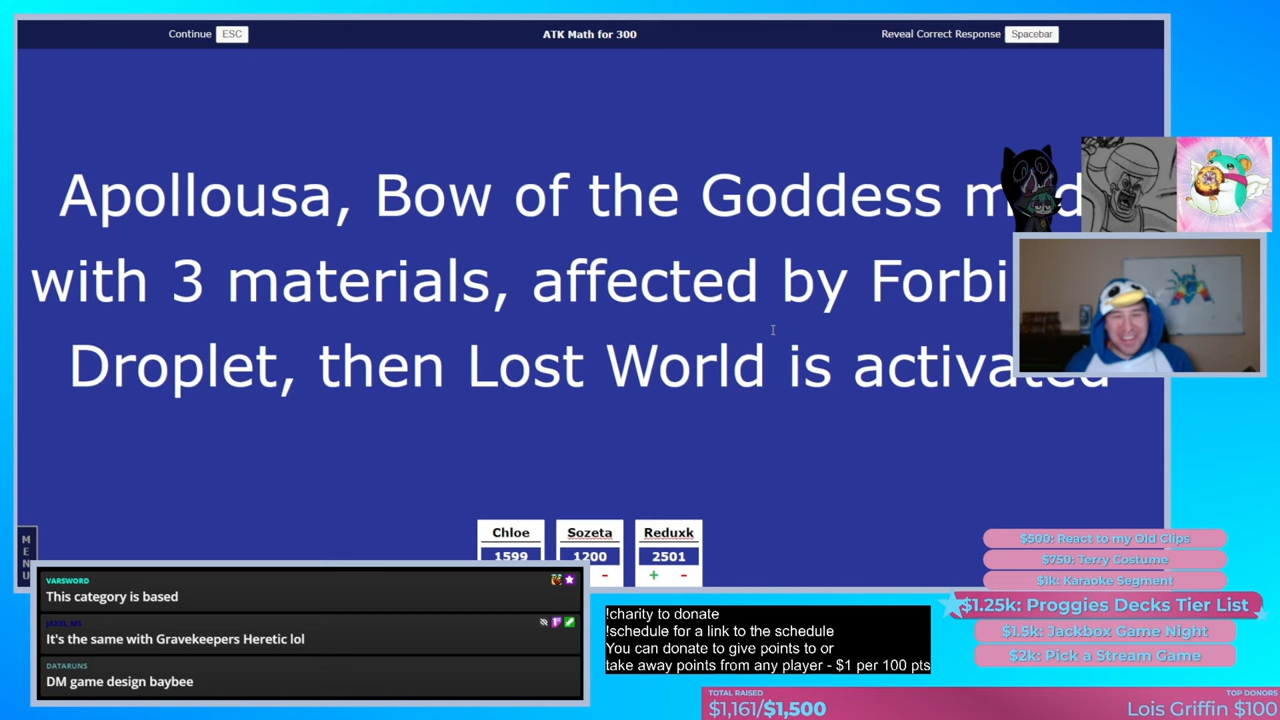 Continue ESC
ATK Math for 300
Reveal Correct Response Spacebar
Apollousa, Bow of the Goddess
with 3 materials, affected by
Droplet, then Lost World is activated
MENU
Chloe
1599
Sozeta
1200
-
Reduxk
2501
+ -
VARSWORD
This category is based
It's the same with Gravekeepers Heretic lol
DATARUNS
DM game design baybee
!charity to donate
!schedule for a link to the schedule
You can donate to give points to or
take away points from any player - $1 per 100 pts
$500: React to my Old Clips
$750: Terry Costume
$1k: Karaoke Segment
$1.25k: Proggies Decks Tier List
$1.5k: Jackbox Game Night
$2k: Pick a Stream Game
TOTAL RAISED
$1,161/$1,500
TOP DONORS
Lois Griffin $100